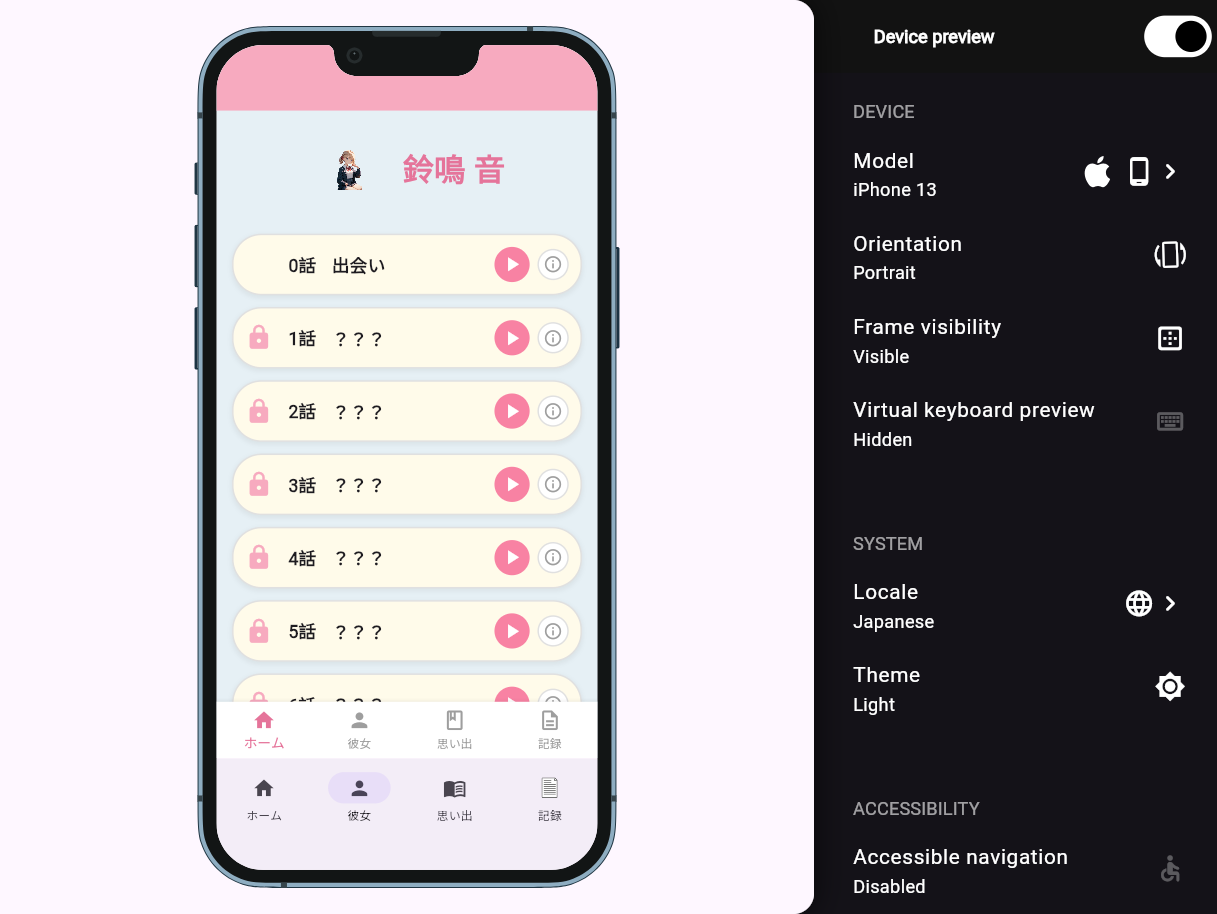 鈴鳴 音
0話 出会い
1話 ？？？
2話 ？？？
3話 ？？？
4話 ？？？
5話 ？？？
ホーム 彼女 思い出 記録
ホーム 彼女 思い出 記録
Device preview
DEVICE
Model
iPhone 13
Orientation
Portrait
Frame visibility
Visible
Virtual keyboard preview
Hidden
SYSTEM
Locale
Japanese
Theme
Light
ACCESSIBILITY
Accessible navigation
Disabled